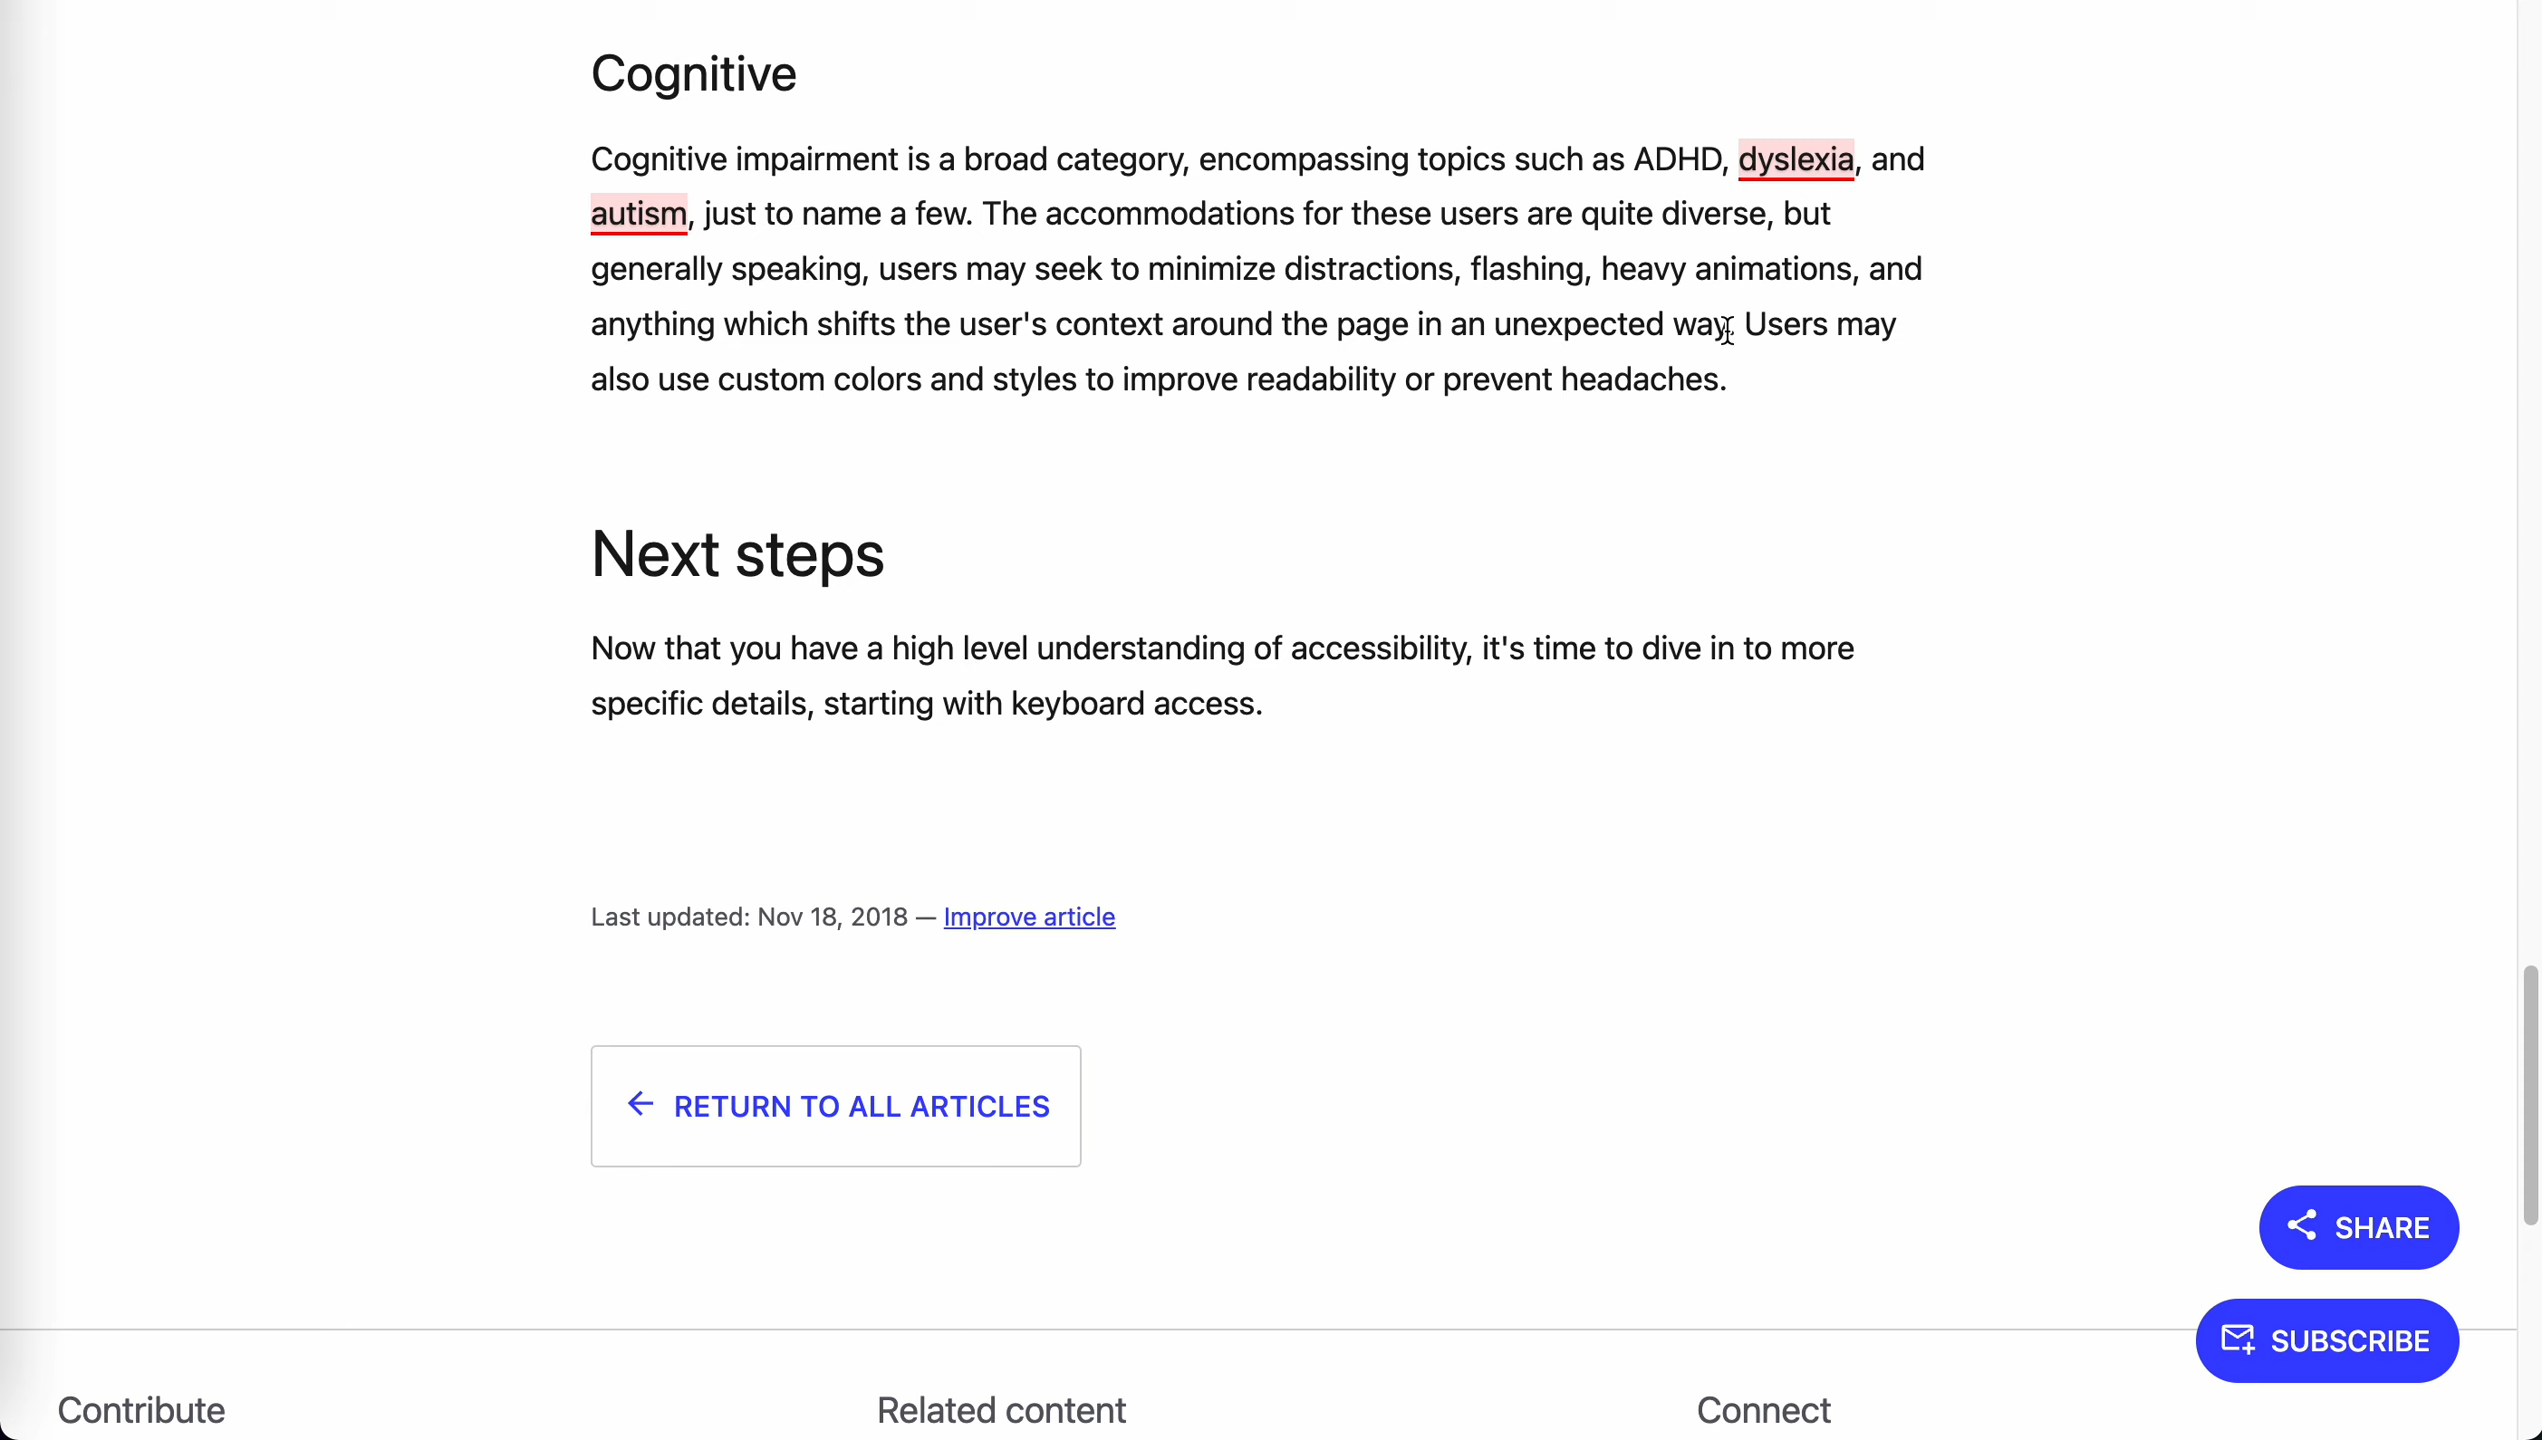 Cognitive
Cognitive impairment is a broad category, encompassing topics such as ADHD, dyslexia, and
autism, just to name a few. The accommodations for these users are quite diverse, but
generally speaking, users may seek to minimize distractions, flashing, heavy animations, and
anything which shifts the user's context around the page in an unexpected way. Users may
also use custom colors and styles to improve readability or prevent headaches.
Next steps
Now that you have a high level understanding of accessibility, it's time to dive in to more
specific details, starting with keyboard access.
Last updated: Nov 18, 2018 — Improve article
← RETURN TO ALL ARTICLES
SHARE
SUBSCRIBE
Contribute
Related content
Connect